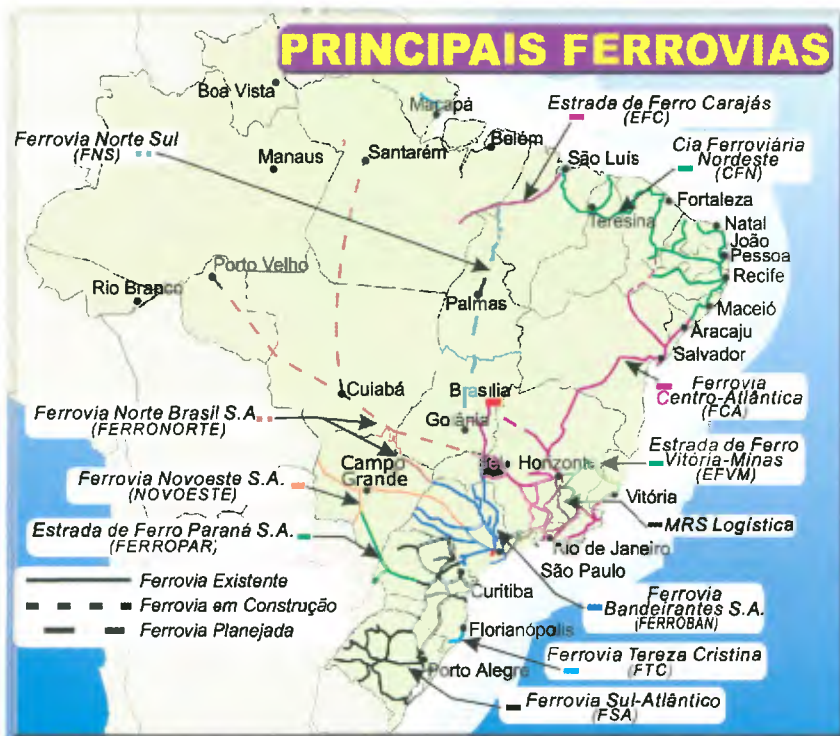 PRINCIPAIS FERROVIAS
Boa Vista
Macapá
Estrada de Ferro Carajás
(EFC)
Ferrovia Norte Sul
(FNS)
Manaus
Santarém
Belém
São Luís
Cia Ferroviária
Nordeste
(CFN)
Teresina
Fortaleza
Natal
João
Pessoa
Recife
Porto Velho
Rio Branco
Palmas
Maceió
Aracaju
Salvador
Cuiabá
Brasília
Goiânia
Ferrovia
Centro-Atlântica
(FCA)
Ferrovia Norte Brasil S.A
(FERRONORTE)
Campo
Grande
Horizonte
Estrada de Ferro
Vitória-Minas
(EFVM)
Ferrovia Novoeste S.A.
(NOVOESTE)
Vitória
MRS Logística
Estrada de Ferro Paraná S.A.
(FERROPAR)
Rio de Janeiro
São Paulo
Ferrovia Existente
Ferrovia em Construção
Ferrovia Planejada
Curitiba
Ferrovia
Bandeirantes S.A.
(FERROBAN)
Florianópolis
Ferrovia Tereza Cristina
(FTC)
Porto Alegre
Ferrovia Sul-Atlântico
(FSA)